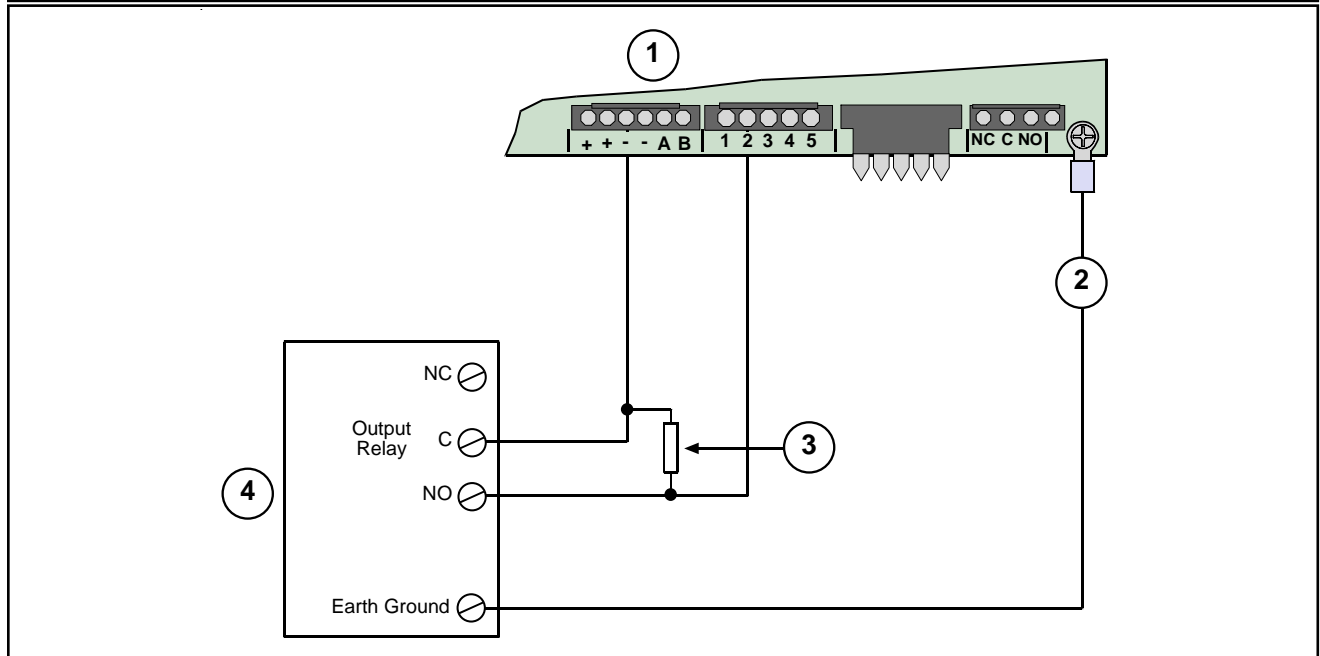 1
+ + - - A B
1 2 3 4 5
NC C NO
2
NC
Output
Relay
C
3
NO
4
Earth Ground